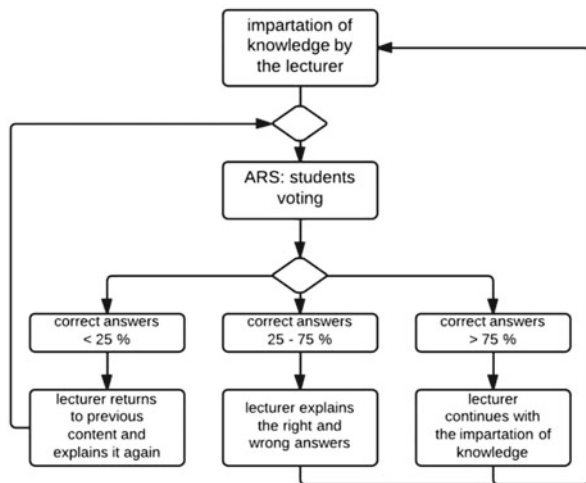 impartation of
knowledge by
the lecturer
ARS: students
voting
correct answers
< 25 %
correct answers
25 - 75 %
correct answers
> 75 %
lecturer returns
to previous
content and
explains it again
lecturer explains
the right and
wrong answers
lecturer
continues with
the impartation of
knowledge